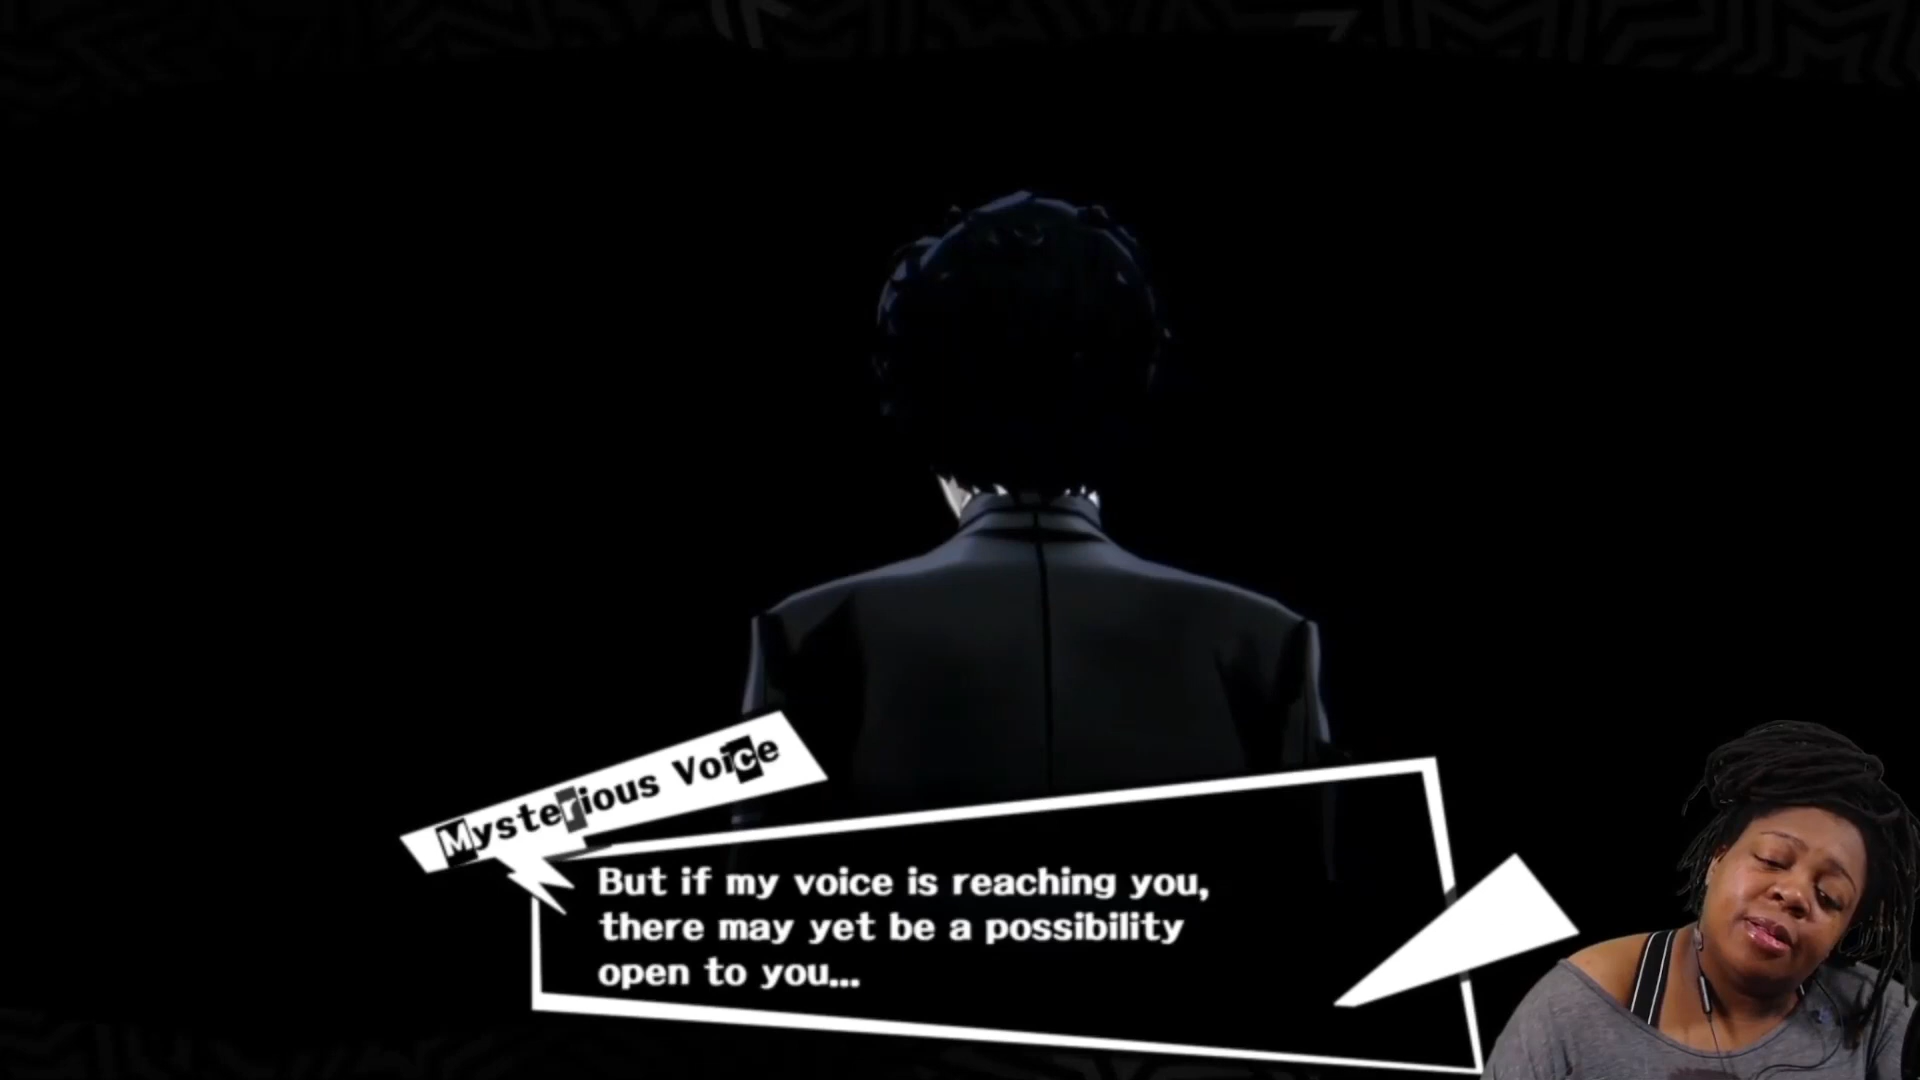 Mysterious Voice
But if my voice is reaching you,
there may yet be a possibility
open to you...